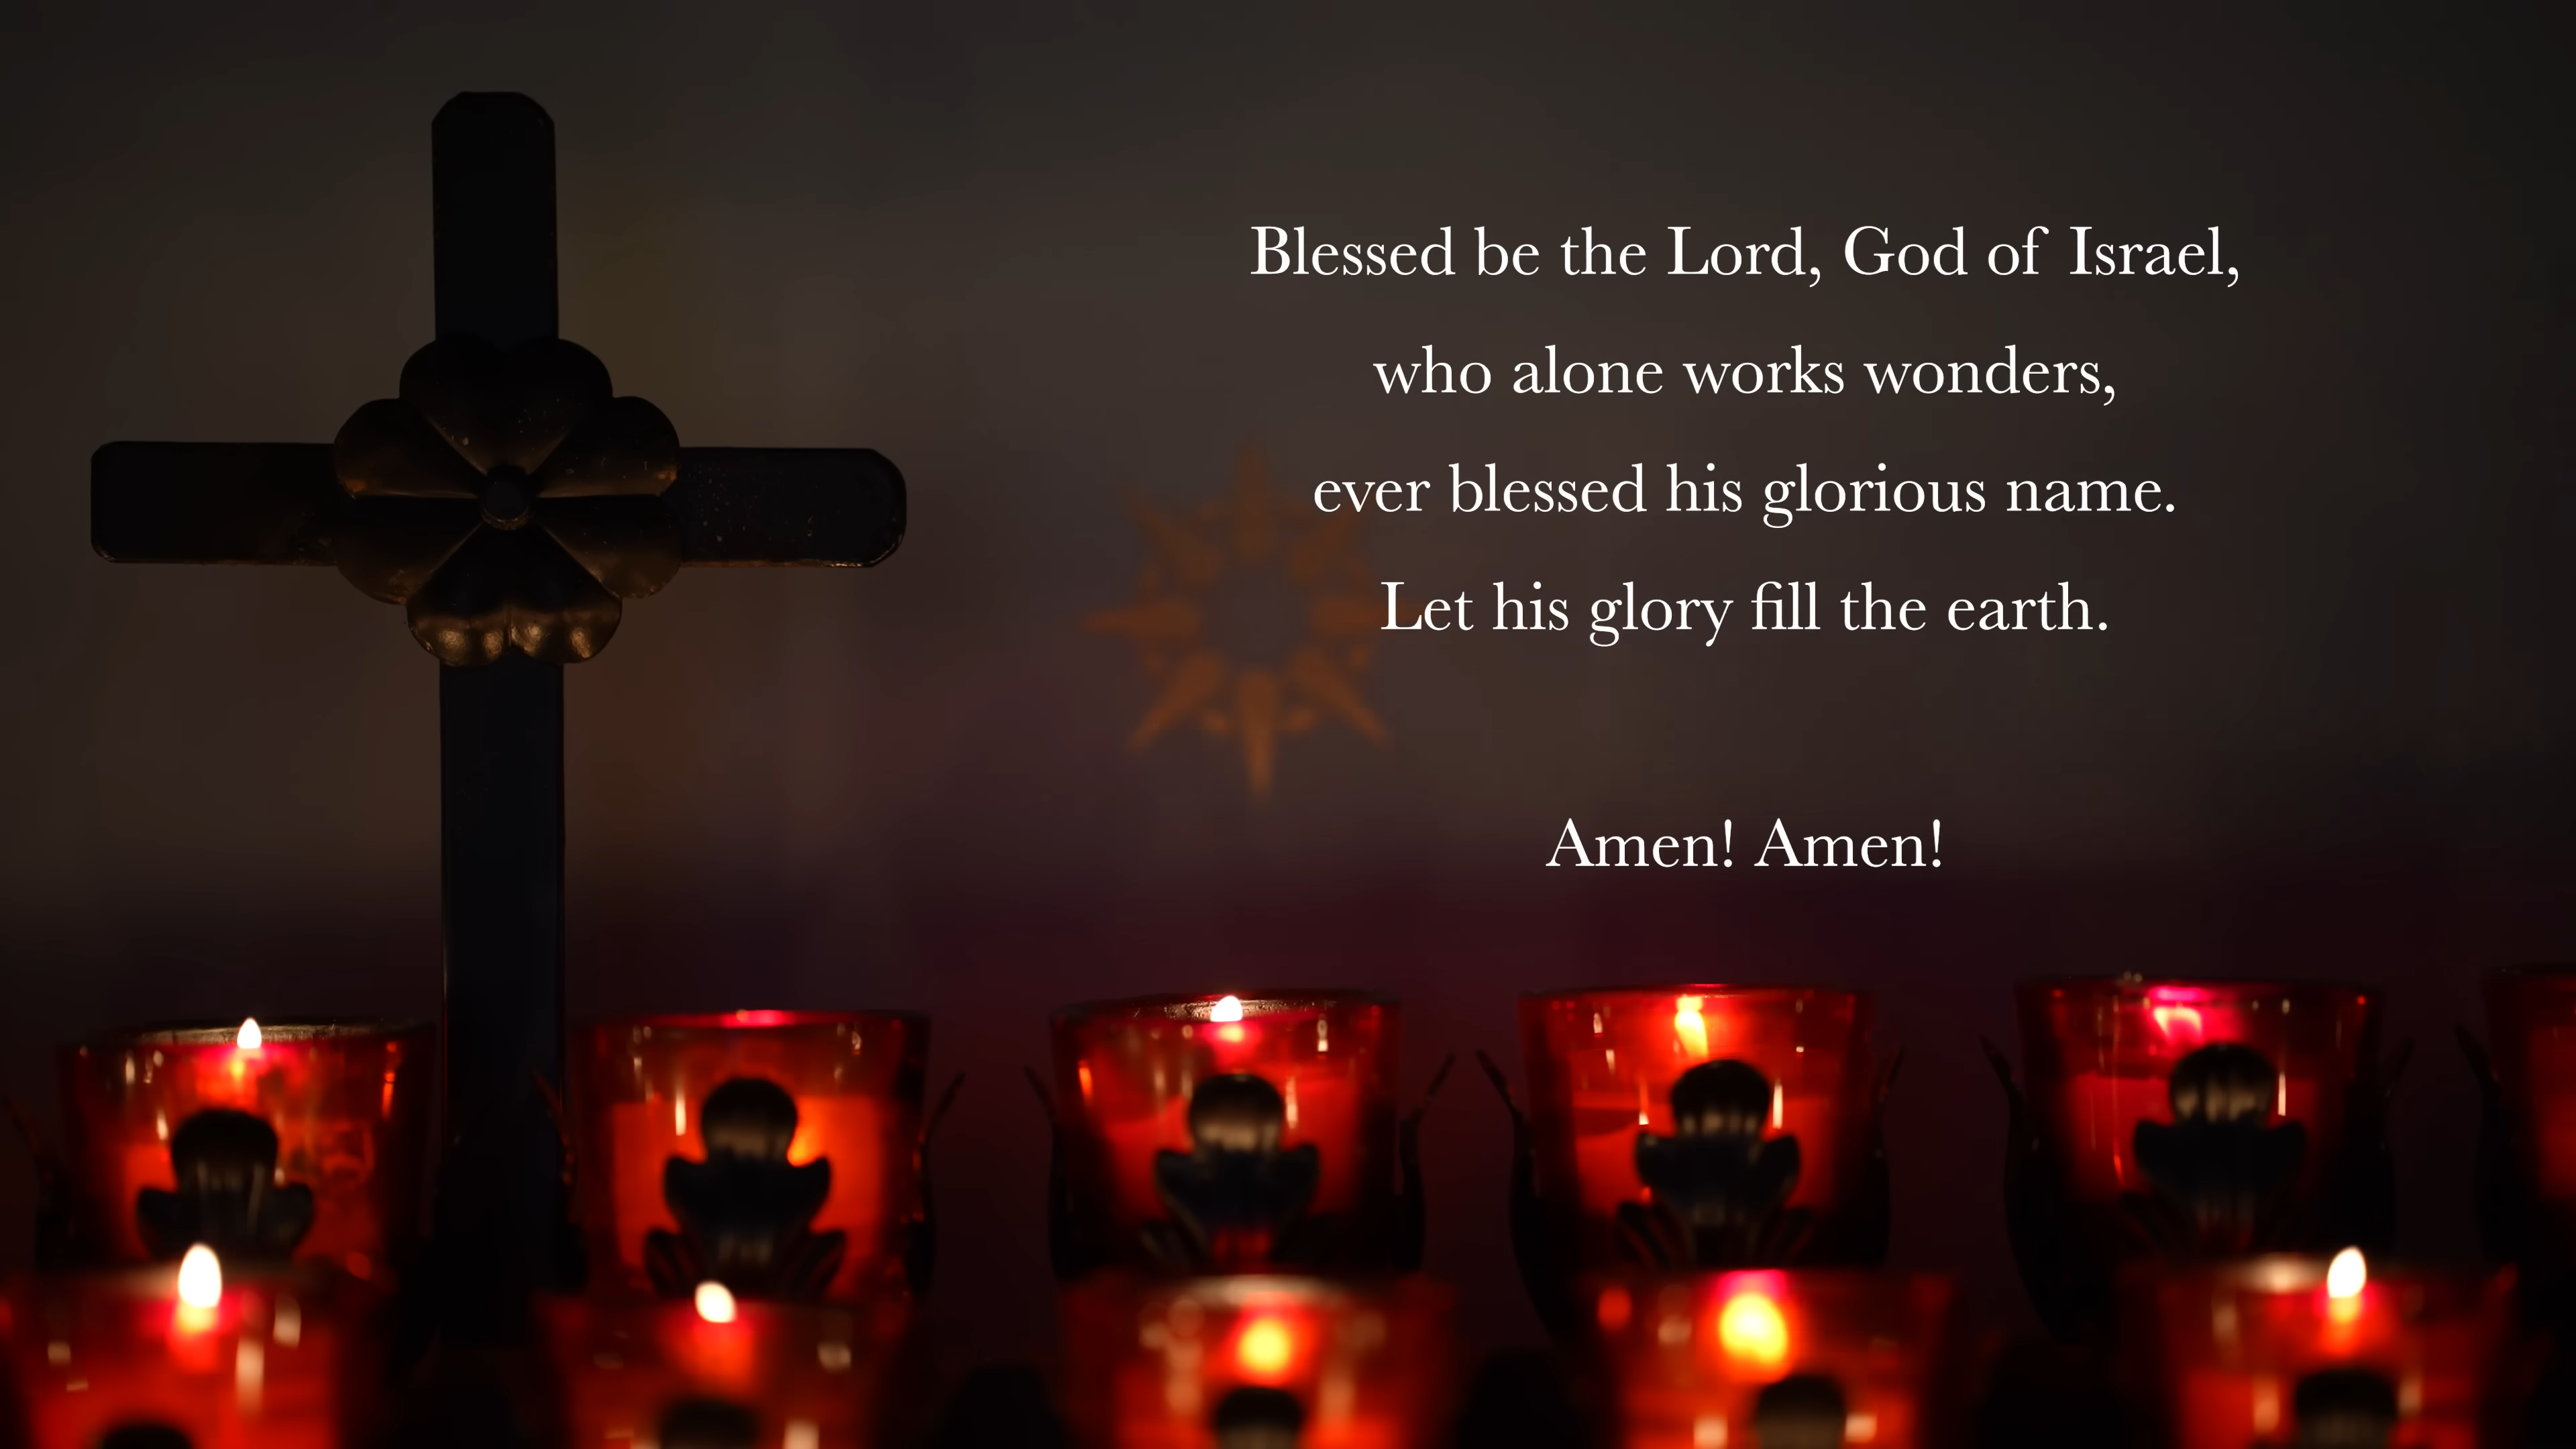 Blessed be the Lord, God of Israel,
who alone works wonders,
ever blessed his glorious name.
Let his glory fill the earth.
Amen! Amen!